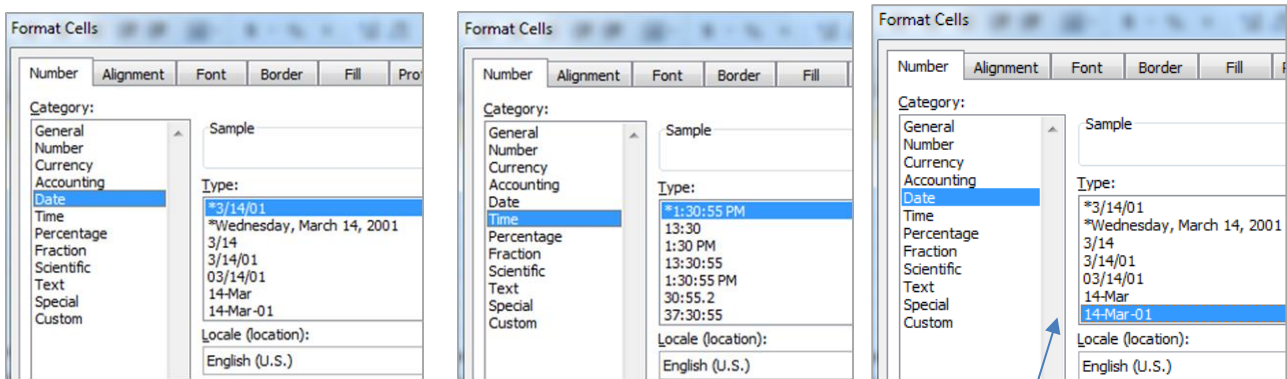 Format Cells
Number Alignment Font Border Fill Pro
Category:
General
Number
Currency
Accounting
Date
Time
Percentage
Fraction
Scientific
Text
Special
Custom
Sample
Type:
*3/14/01
*Wednesday, March 14, 2001
3/14
3/14/01
03/14/01
14-Mar
14-Mar-01
Locale (location):
English (U.S.)
Format Cells
Number Alignment Font Border Fill
Category:
General
Number
Currency
Accounting
Date
Time
Percentage
Fraction
Scientific
Text
Special
Custom
Sample
Type:
*1:30:55 PM
13:30
1:30 PM
13:30:55
1:30:55 PM
30:55.2
37:30:55
Locale (location):
English (U.S.)
Format Cells
Number Alignment Font Border Fill
Category:
General
Number
Currency
Accounting
Date
Time
Percentage
Fraction
Scientific
Text
Special
Custom
Sample
Type:
*3/14/01
*Wednesday, March 14, 2001
3/14
3/14/01
03/14/01
14-Mar
14-Mar-01
Locale (location):
English (U.S.)